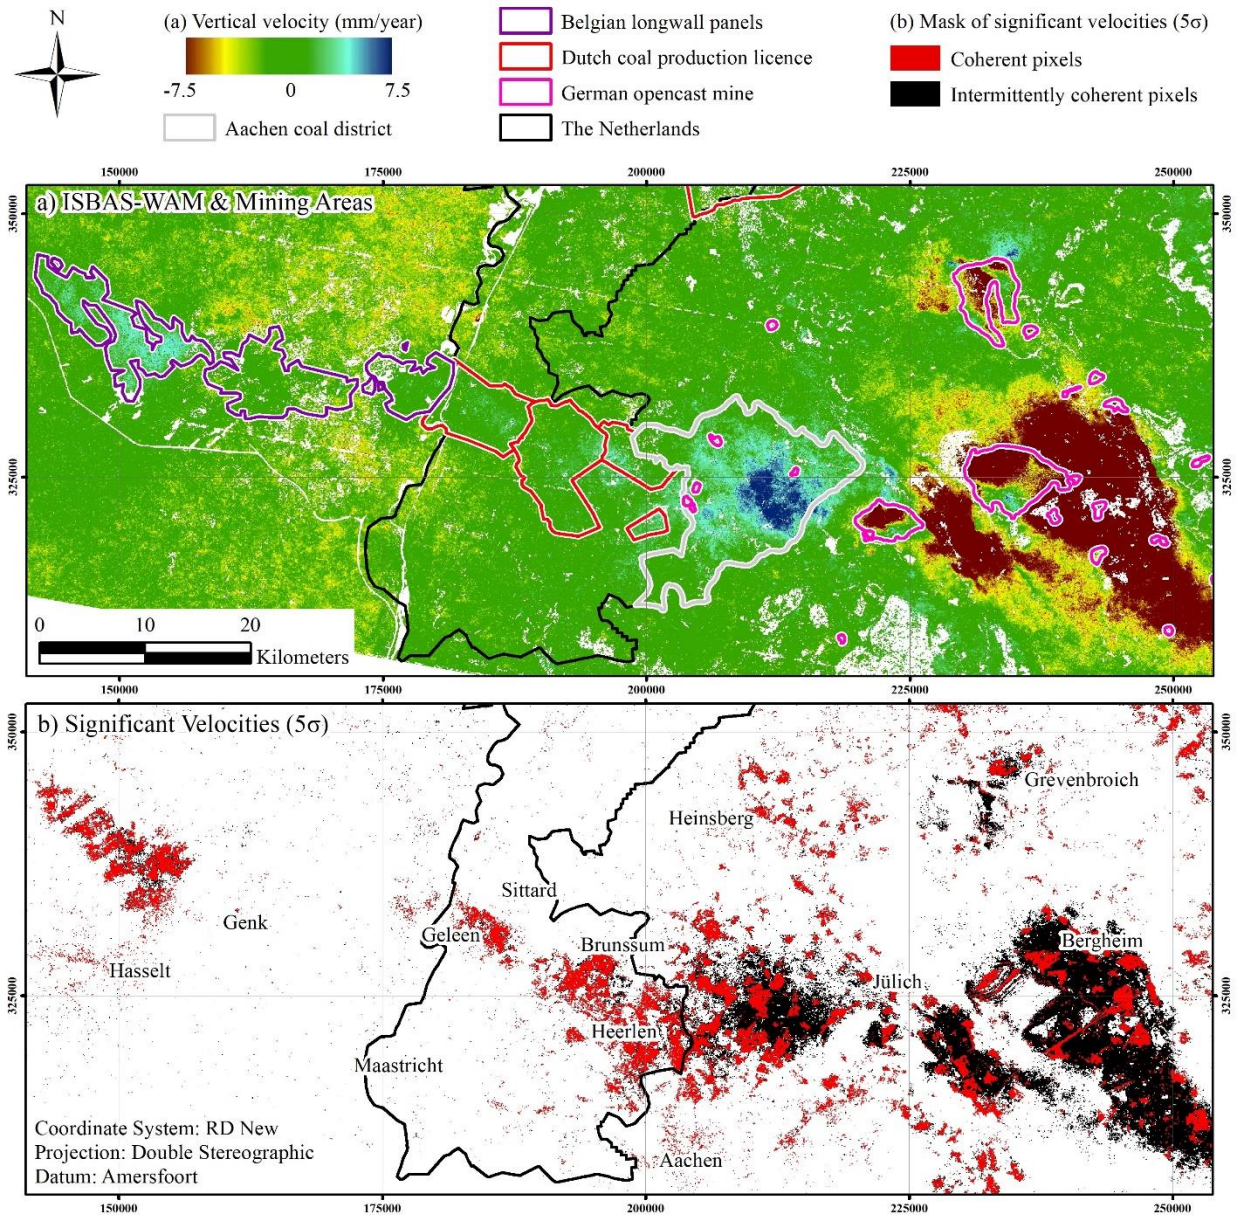 N
(a) Vertical velocity (mm/year)
-7.5 0 7.5
Aachen coal district
Belgian longwall panels
Dutch coal production licence
German opencast mine
The Netherlands
(b) Mask of significant velocities (5σ)
Coherent pixels
Intermittently coherent pixels
150000 175000 200000 225000 250000
a) ISBAS-WAM & Mining Areas
350000 350000
325000 325000
0 10 20
Kilometers
150000 175000 200000 225000 250000
b) Significant Velocities (5σ)
350000 350000
Grevenbroich
Heinsberg
Sittard
Genk
Geleen
Brunssum
Bergheim
Hasselt
Jülich
325000 325000
Heerlen
Maastricht
Aachen
Coordinate System: RD New
Projection: Double Stereographic
Datum: Amersfoort
150000 175000 200000 225000 250000